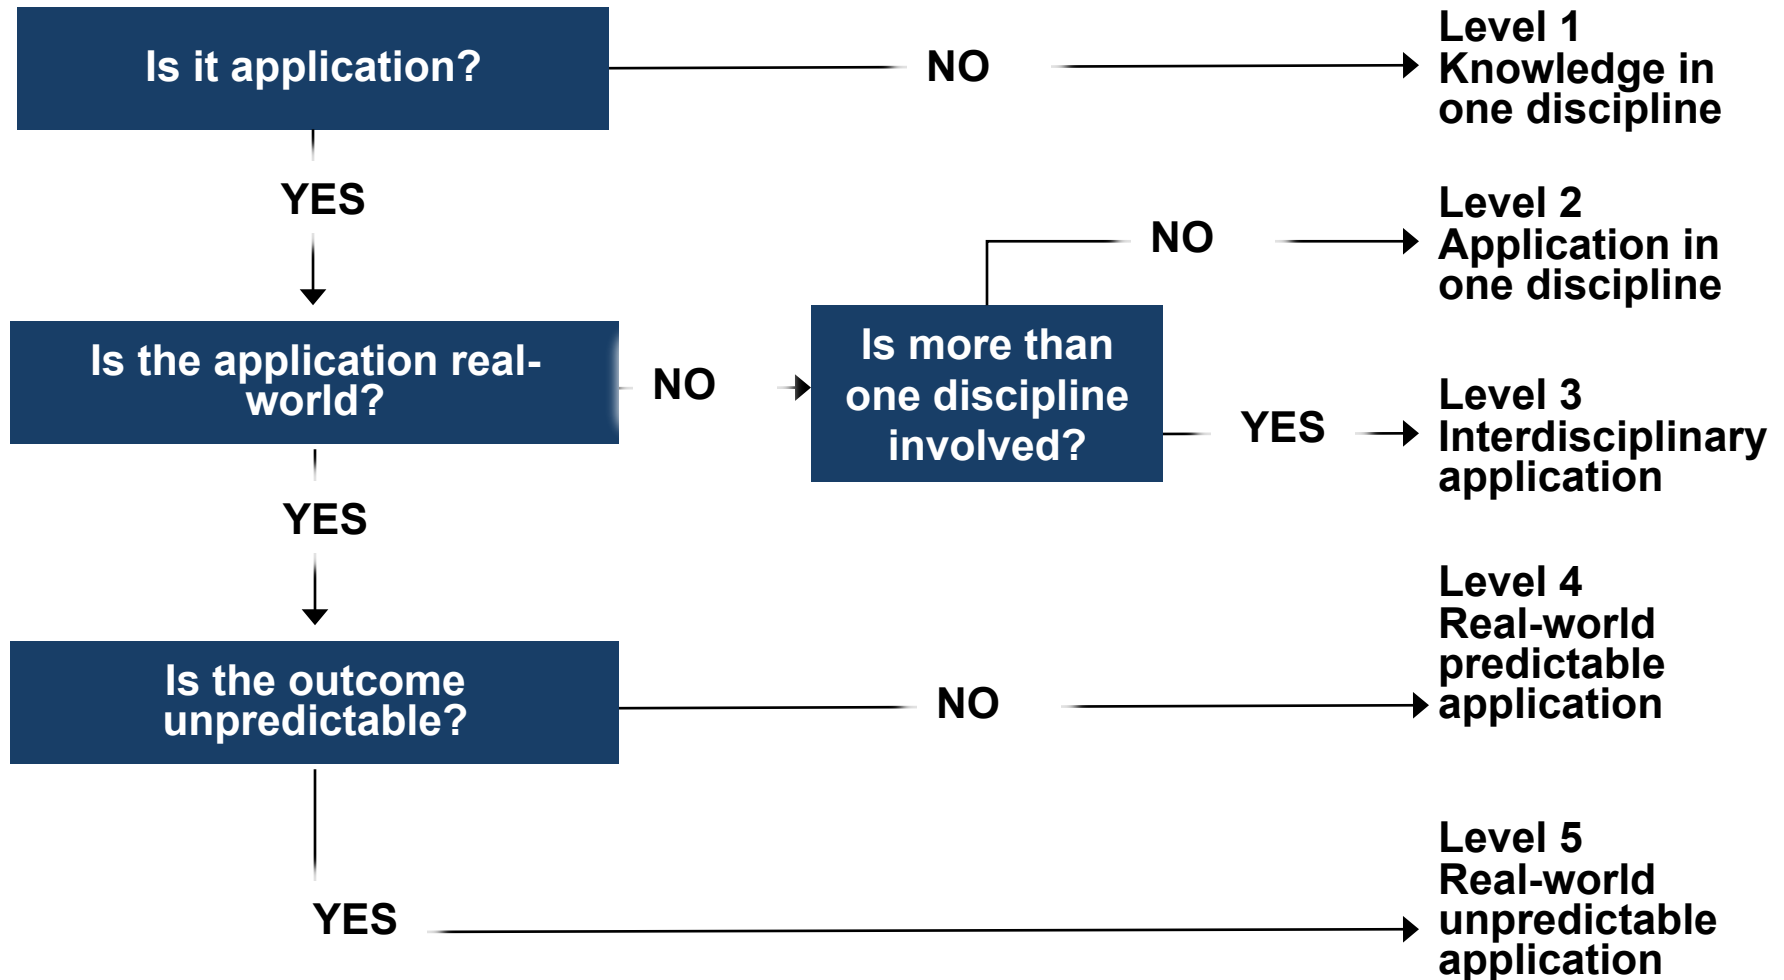 Is it application?
NO
Level 1
Knowledge in
one discipline
YES
NO
Level 2
Application in
one discipline
Is the application real-
world?
NO
Is more than
one discipline
involved?
YES
Level 3
Interdisciplinary
application
YES
Is the outcome
unpredictable?
NO
Level 4
Real-world
predictable
application
YES
Level 5
Real-world
unpredictable
application